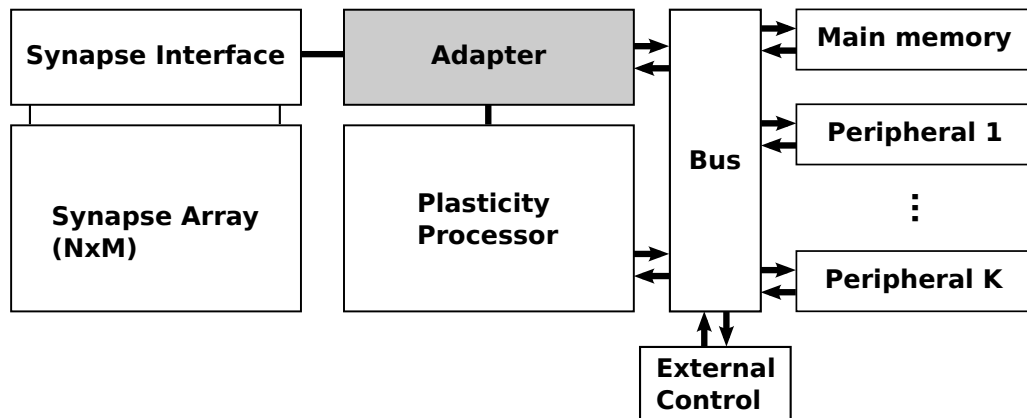 Synapse Interface
Adapter
Main memory
Peripheral 1
Bus
Synapse Array
(NxM)
Plasticity
Processor
⋮
Peripheral K
External
Control